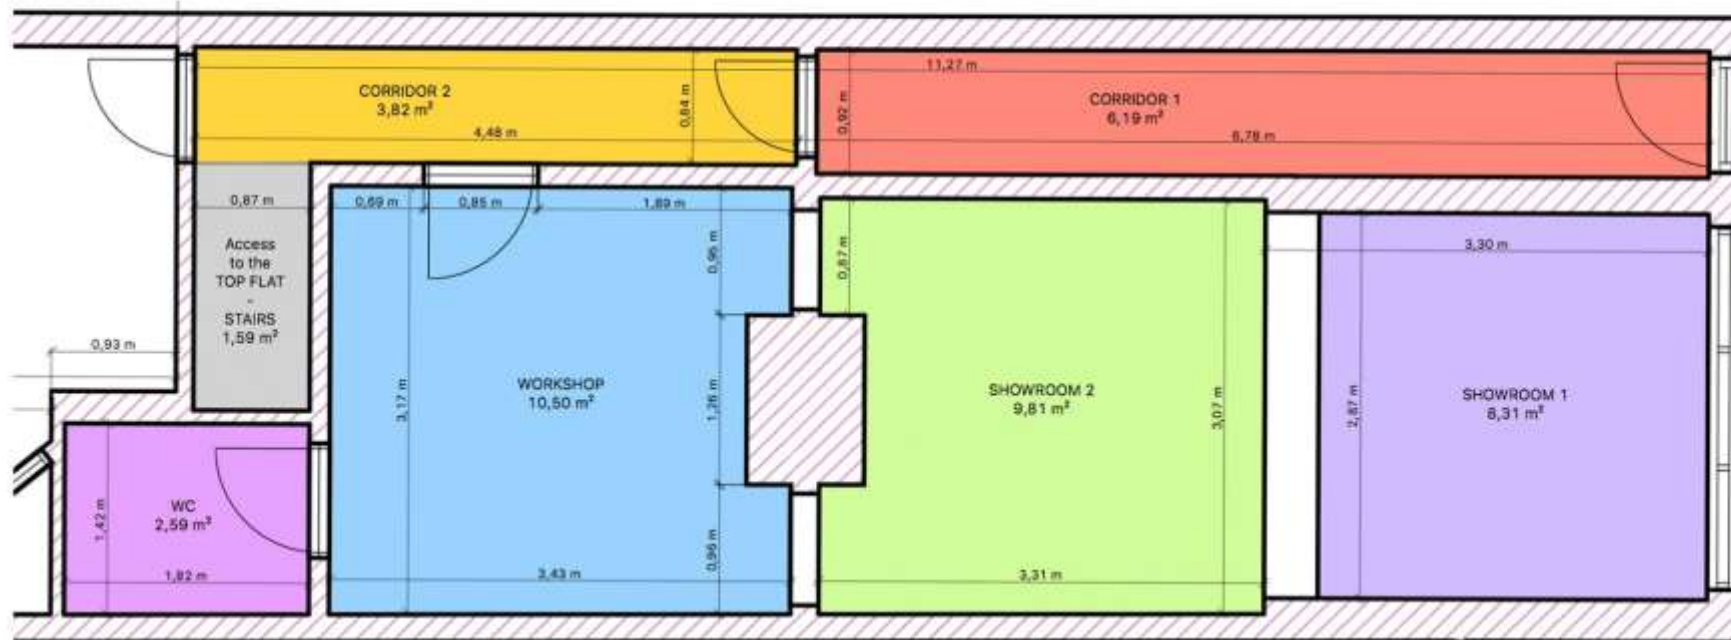 11,27 m
CORRIDOR 2
3,82 m²
0,84 m
4,48 m
0,92 m
CORRIDOR 1
6,19 m²
6,78 m
0,87 m
Access
to the
TOP FLAT
-
STAIRS
1,59 m²
0,93 m
0,69 m
0,85 m
1,89 m
0,95 m
3,17 m
WORKSHOP
10,50 m²
1,26 m
0,96 m
3,43 m
0,87 m
SHOWROOM 2
9,81 m²
3,07 m
3,31 m
3,30 m
2,87 m
SHOWROOM 1
8,31 m²
WC
2,59 m²
1,42 m
1,82 m